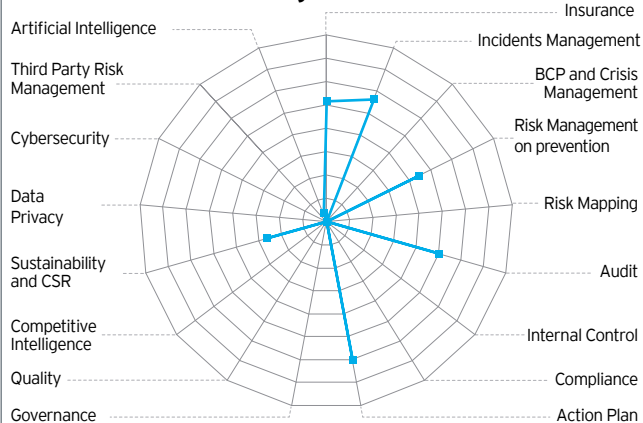 Insurance
Incidents Management
BCP and Crisis
Management
Risk Management
on prevention
Risk Mapping
Audit
Internal Control
Compliance
Action Plan
Governance
Quality
Competitive
Intelligence
Sustainability
and CSR
Data
Privacy
Cybersecurity
Third Party Risk
Management
Artificial Intelligence